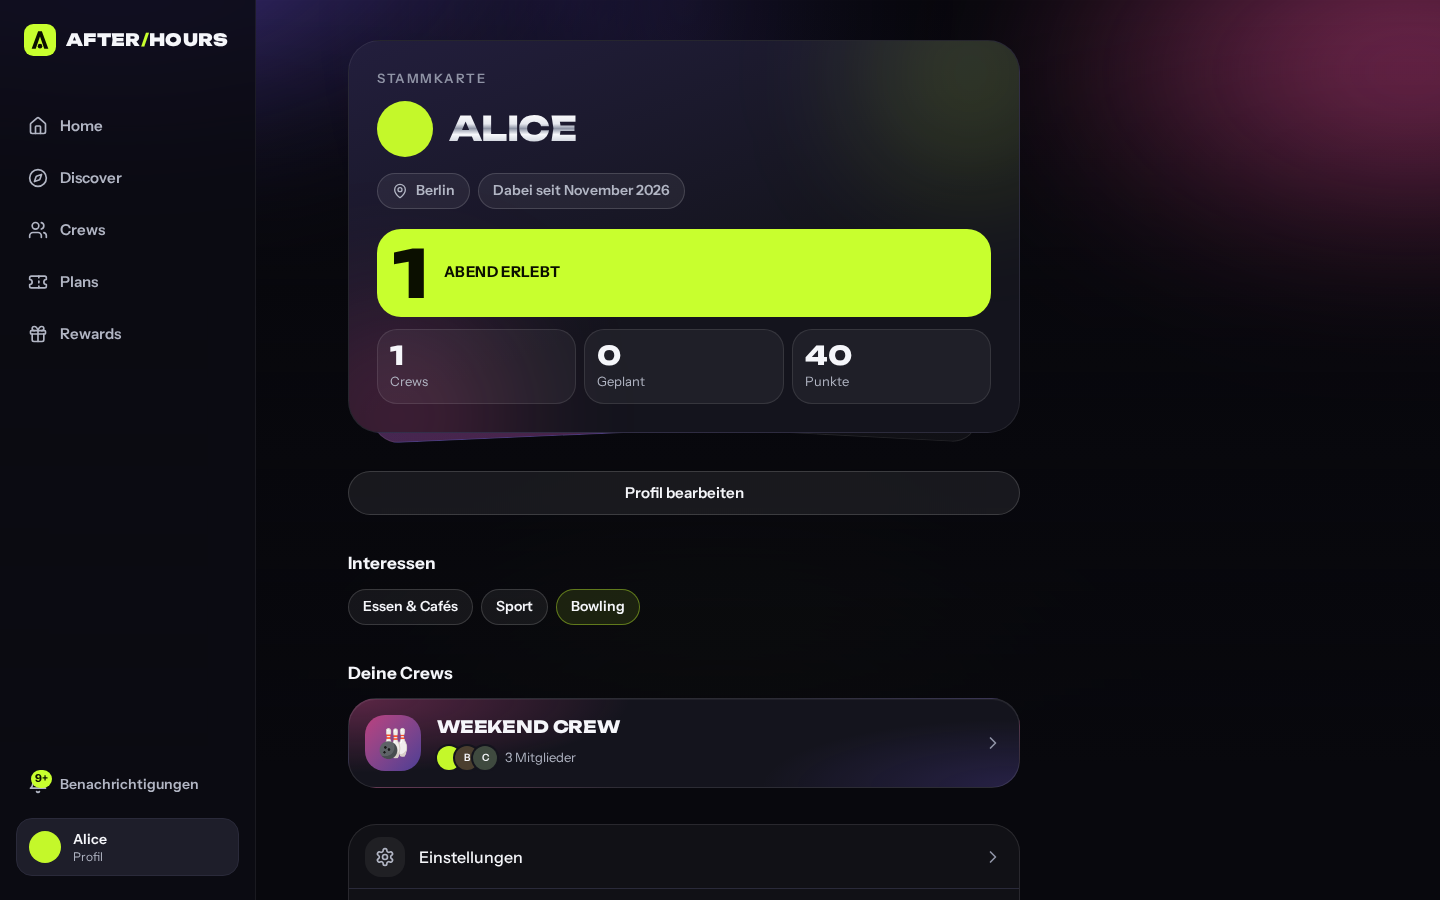 AFTER/HOURS
Home
Discover
Crews
Plans
Rewards
9+
Benachrichtigungen
Alice
Profil
STAMMKARTE
ALICE
Berlin
Dabei seit November 2026
1 ABEND ERLEBT
1
Crews
0
Geplant
40
Punkte
Profil bearbeiten
Interessen
Essen & Cafés
Sport
Bowling
Deine Crews
WEEKEND CREW
B C 3 Mitglieder
Einstellungen